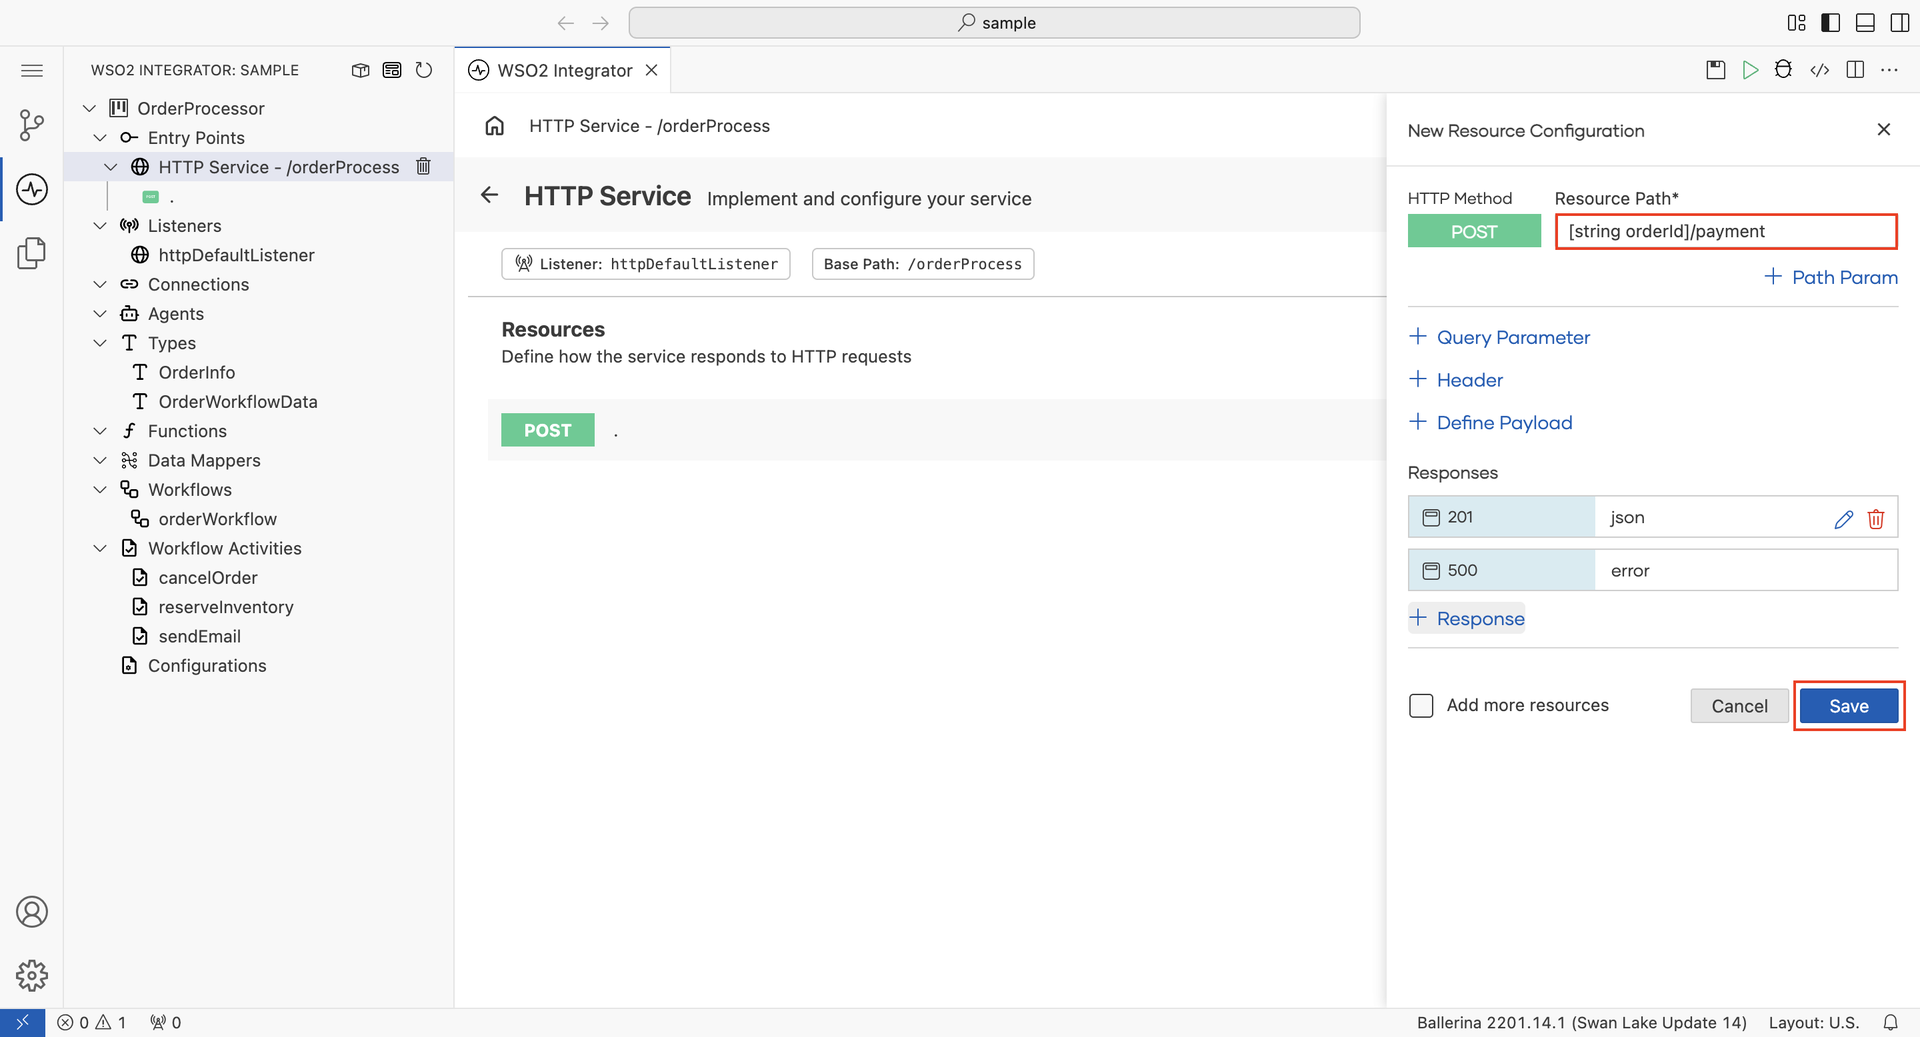 sample
WSO2 INTEGRATOR: SAMPLE
OrderProcessor
Entry Points
HTTP Service - /orderProcess
.
Listeners
httpDefaultListener
Connections
Agents
Types
OrderInfo
OrderWorkflowData
Functions
Data Mappers
Workflows
orderWorkflow
Workflow Activities
cancelOrder
reserveInventory
sendEmail
Configurations
WSO2 Integrator
HTTP Service - /orderProcess
HTTP Service Implement and configure your service
Listener: httpDefaultListener Base Path: /orderProcess
Resources
Define how the service responds to HTTP requests
POST .
New Resource Configuration
HTTP Method Resource Path*
POST [string orderId]/payment
+ Path Param
+ Query Parameter
+ Header
+ Define Payload
Responses
201 json
500 error
+ Response
Add more resources Cancel Save
0 1 0
Ballerina 2201.14.1 (Swan Lake Update 14) Layout: U.S.